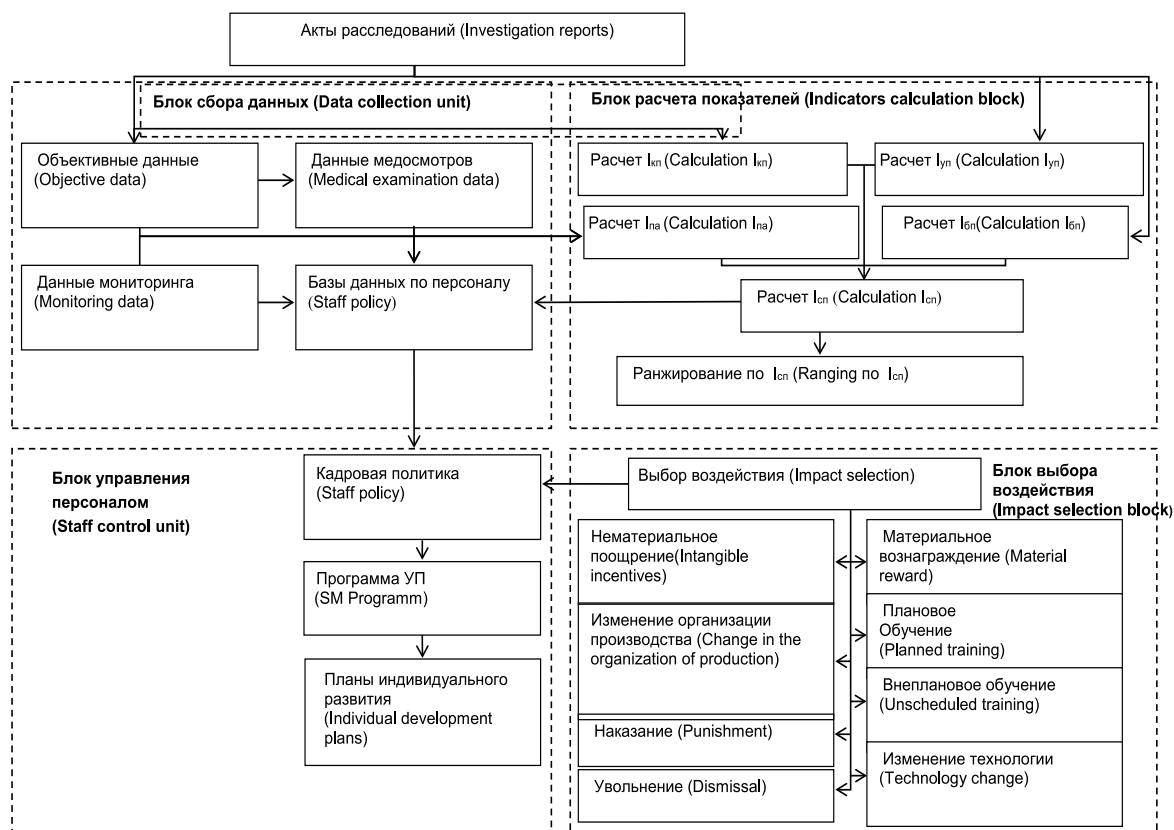 Акты расследований (Investigation reports)
Блок сбора данных (Data collection unit)
Объективные данные
(Objective data)
Данные медосмотров
(Medical examination data)
Данные мониторинга
(Monitoring data)
Базы данных по персоналу
(Staff policy)
Блок расчета показателей (Indicators calculation block)
Расчет Iкп (Calculation Iкп)
Расчет Iуп (Calculation Iуп)
Расчет Iпа (Calculation Iпа)
Расчет Iбп(Calculation Iбп)
Расчет Iсп (Calculation Iсп)
Ранжирование по Iсп (Ranging по Iсп)
Блок управления
персоналом
(Staff control unit)
Кадровая политика
(Staff policy)
Программа УП
(SM Programm)
Планы индивидуального
развития
(Individual development
plans)
Выбор воздействия (Impact selection)
Блок выбора
воздействия
(Impact selection block)
Нематериальное
поощрение(Intangible
incentives)
Материальное
вознаграждение (Material
reward)
Изменение организации
производства (Change in the
organization of production)
Плановое
Обучение
(Planned training)
Внеплановое обучение
(Unscheduled training)
Наказание (Punishment)
Изменение технологии
(Technology change)
Увольнение (Dismissal)